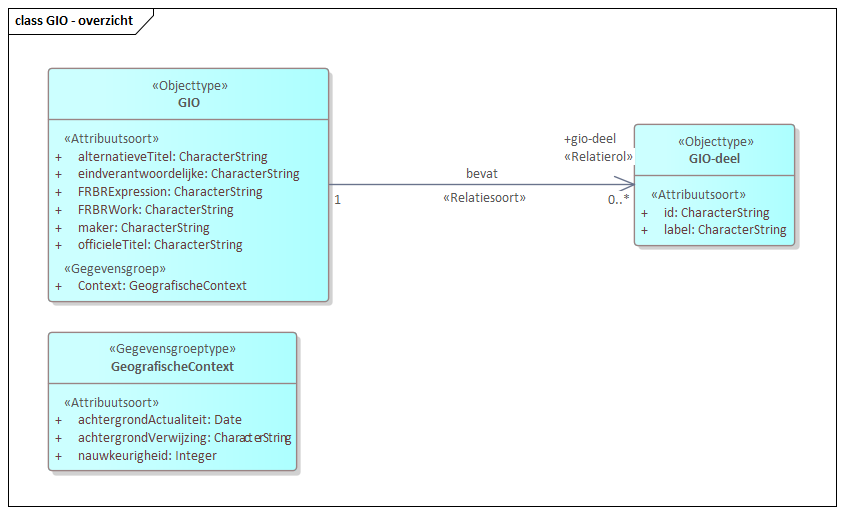 class GIO - overzicht
«Objecttype»
GIO
«Attribuutsoort»
+ alternatieveTitel: CharacterString
+ eindverantwoordelijke: CharacterString
+ FRBRExpression: CharacterString
+ FRBRWork: CharacterString
+ maker: CharacterString
+ officieleTitel: CharacterString
«Gegevensgroep»
+ Context: GeografischeContext
bevat
«Relatiesoort»
1
+gio-deel
«Relatierol»
0..*
«Objecttype»
GIO-deel
«Attribuutsoort»
+ id: CharacterString
+ label: CharacterString
«Gegevensgroeptype»
GeografischeContext
«Attribuutsoort»
+ achtergrondActualiteit: Date
+ achtergrondVerwijzing: CharacterString
+ nauwkeurigheid: Integer